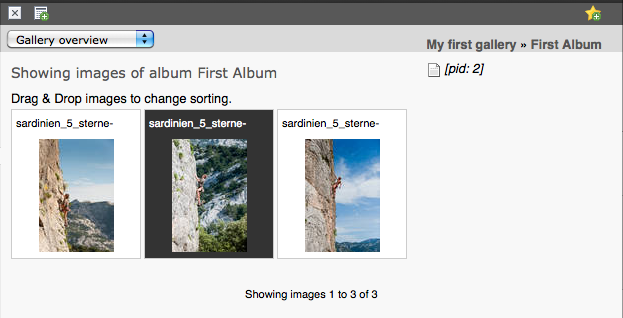 Gallery overview
My first gallery » First Album
[pid: 2]
Showing images of album First Album
Drag & Drop images to change sorting.
sardinien_5_sterne-
sardinien_5_sterne-
sardinien_5_sterne-
Showing images 1 to 3 of 3